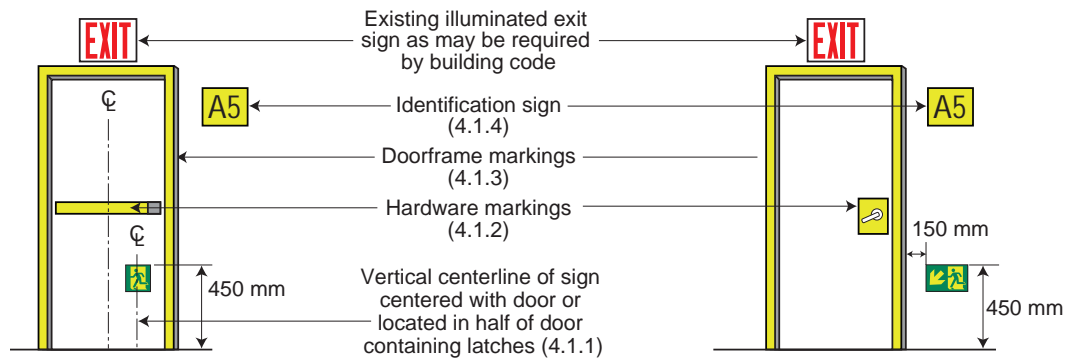 EXIT
Existing illuminated exit
sign as may be required
by building code
EXIT
℄
A5
Identification sign
(4.1.4)
A5
Doorframe markings
(4.1.3)
Hardware markings
(4.1.2)
℄
150 mm
450 mm
Vertical centerline of sign
centered with door or
located in half of door
containing latches (4.1.1)
450 mm